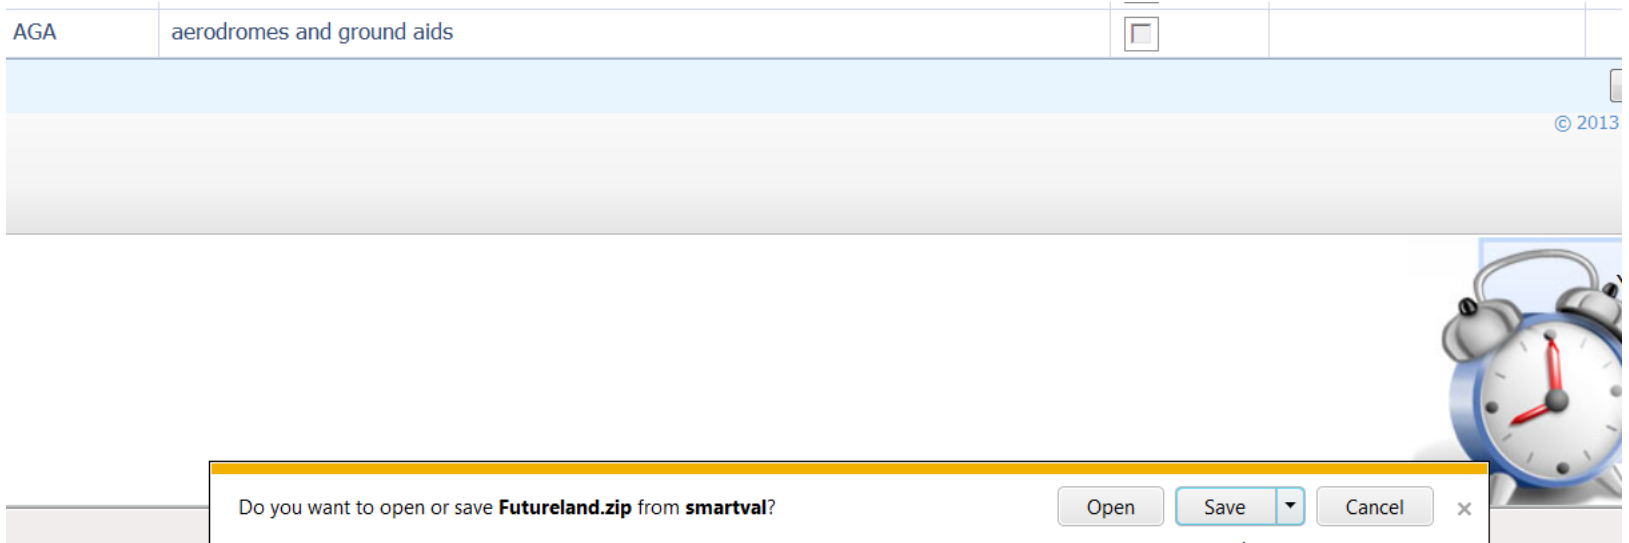 AGA aerodromes and ground aids
© 2013
Do you want to open or save Futureland.zip from smartval? Open Save Cancel ×